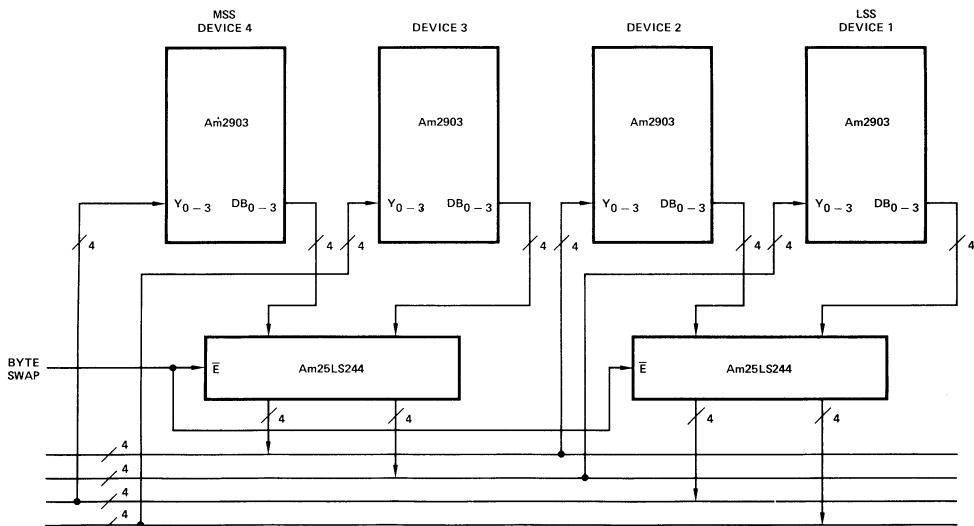 MSS
DEVICE 4
DEVICE 3
DEVICE 2
LSS
DEVICE 1
Am2903
Am2903
Am2903
Am2903
Y0 – 3 DB0 – 3
Y0 – 3 DB0 – 3
Y0 – 3 DB0 – 3
Y0 – 3 DB0 – 3
4
4
4
4
4
4
4
4
BYTE
SWAP
E̅
Am25LS244
E̅
Am25LS244
4
4
4
4
4
4
4
4